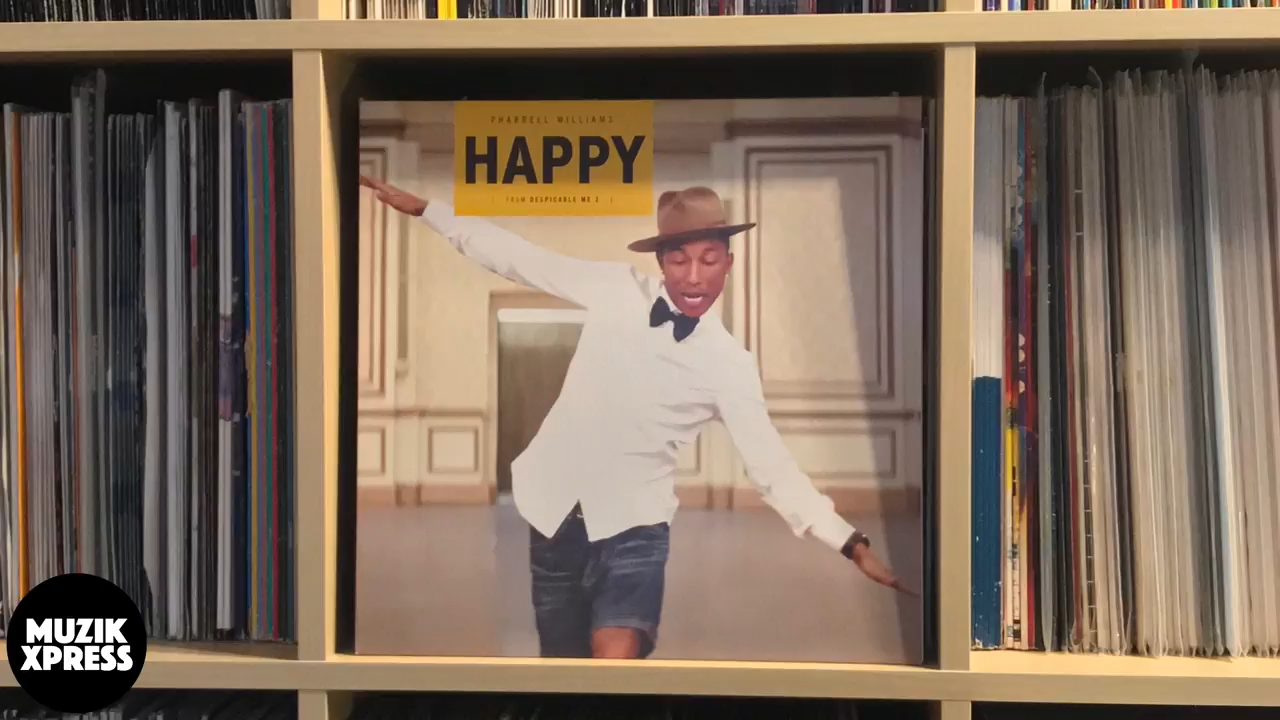 PHARRELL WILLIAMS
HAPPY
( FROM DESPICABLE ME 2 )
MUZIK
XPRESS